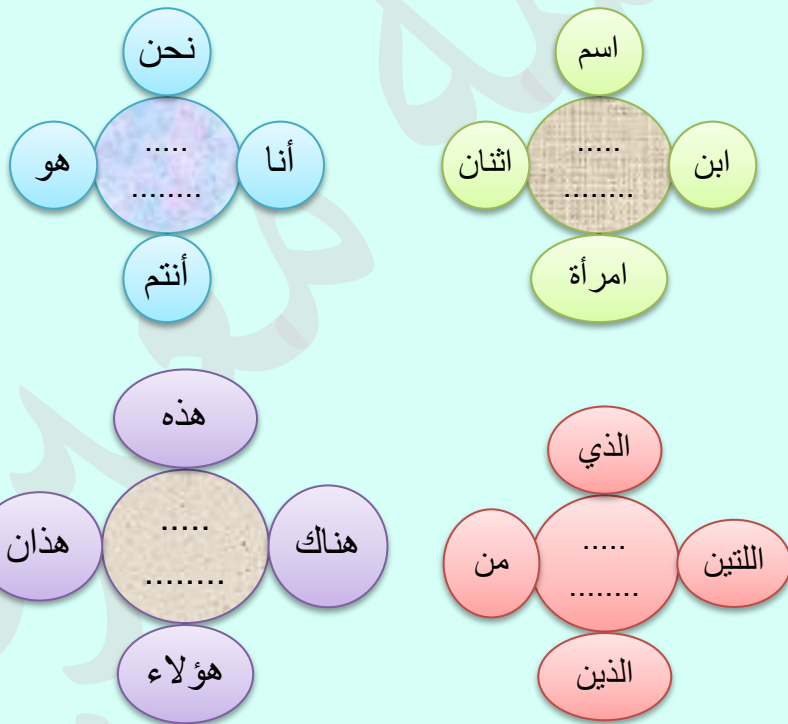 اسم
ابن
.....
........
اثنان
امرأة
نحن
أنا
.....
........
هو
أنتم
الذي
اللتين
.....
........
من
الذين
هذه
هناك
.....
........
هذان
هؤلاء